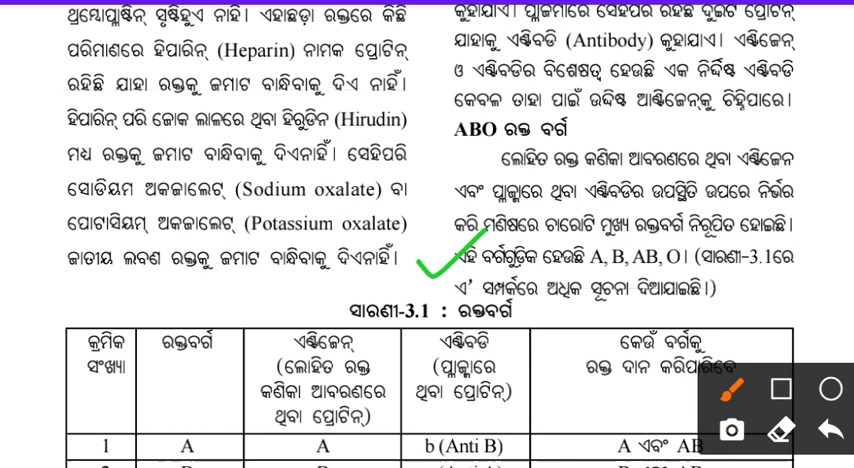 ଥ୍ରମ୍ବୋପ୍ଲାଷ୍ଟିନ୍ ସୃଷ୍ଟିହୁଏ ନାହିଁ। ଏହାଛଡ଼ା ରକ୍ତରେ କିଛି
ପରିମାଣରେ ହିପାରିନ୍ (Heparin) ନାମକ ପ୍ରୋଟିନ୍
ରହିଛି ଯାହା ରକ୍ତକୁ ଜମାଟ ବାନ୍ଧିବାକୁ ଦିଏ ନାହିଁ।
ହିପାରିନ୍ ପରି ଜୋକ ଲାଳରେ ଥିବା ହିରୁଡିନ (Hirudin)
ମଧ୍ୟ ରକ୍ତକୁ ଜମାଟ ବାନ୍ଧିବାକୁ ଦିଏନାହିଁ। ସେହିପରି
ସୋଡିୟମ ଅକଜାଲେଟ୍ (Sodium oxalate) ବା
ପୋଟାସିୟମ୍ ଅକଜାଲେଟ୍ (Potassium oxalate)
ଜାତୀୟ ଲବଣ ରକ୍ତକୁ ଜମାଟ ବାନ୍ଧିବାକୁ ଦିଏନାହିଁ।
କୁହାଯାଏ। ପ୍ଲାଜମାରେ ସେହିପରି ରହିଛି ଦୁଇଟି ପ୍ରୋଟିନ୍
ଯାହାକୁ ଏଣ୍ଟିବଡି (Antibody) କୁହାଯାଏ। ଏଣ୍ଟିଜେନ୍
ଓ ଏଣ୍ଟିବଡିର ବିଶେଷତ୍ୱ ହେଉଛି ଏକ ନିର୍ଦ୍ଦିଷ୍ଟ ଏଣ୍ଟିବଡି
କେବଳ ତାହା ପାଇଁ ଉଦ୍ଦିଷ୍ଟ ଆଣ୍ଟିଜେନ୍‌କୁ ଚିହ୍ନିପାରେ।
ABO ରକ୍ତ ବର୍ଗ
ଲୋହିତ ରକ୍ତ କଣିକା ଆବରଣରେ ଥିବା ଏଣ୍ଟିଜେନ
ଏବଂ ପ୍ଲାଜ୍ମାରେ ଥିବା ଏଣ୍ଟିବଡିର ଉପସ୍ଥିତି ଉପରେ ନିର୍ଭର
କରି ମଣିଷରେ ଚାରୋଟି ମୁଖ୍ୟ ରକ୍ତବର୍ଗ ନିରୂପିତ ହୋଇଛି।
ଏହି ବର୍ଗଗୁଡ଼ିକ ହେଉଛି A, B, AB, O। (ସାରଣୀ-3.1ରେ
ଏ' ସମ୍ପର୍କରେ ଅଧିକ ସୂଚନା ଦିଆଯାଇଛି।)
ସାରଣୀ-3.1 : ରକ୍ତବର୍ଗ
କ୍ରମିକ ରକ୍ତବର୍ଗ ଏଣ୍ଟିଜେନ୍ ଏଣ୍ଟିବଡି କେଉଁ ବର୍ଗକୁ
ସଂଖ୍ୟା (ଲୋହିତ ରକ୍ତ (ପ୍ଲାଜ୍ମାରେ ରକ୍ତ ଦାନ କରିପାରିବେ
କଣିକା ଆବରଣରେ ଥିବା ପ୍ରୋଟିନ୍)
ଥିବା ପ୍ରୋଟିନ୍)
1 A A b (Anti B) A ଏବଂ AB